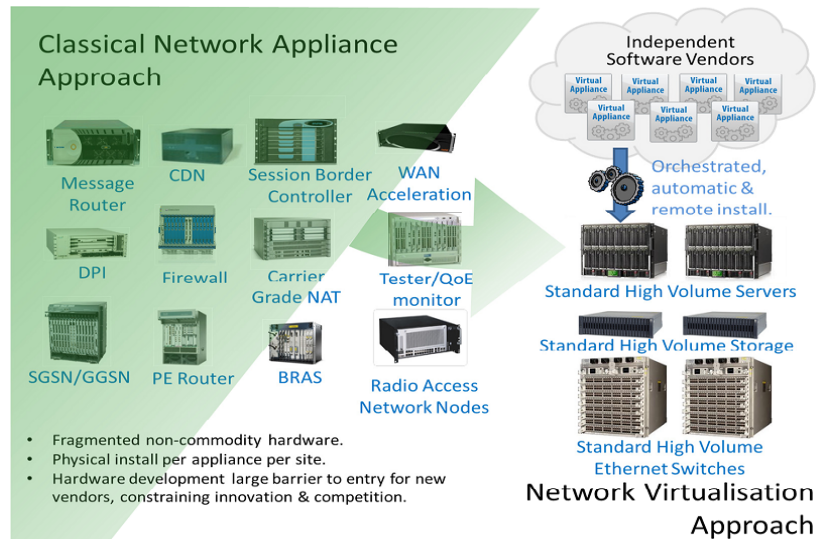 Classical Network Appliance
Approach
Message
Router
CDN
Session Border
Controller
WAN
Acceleration
DPI
Firewall
Carrier
Grade NAT
Tester/QoE
monitor
SGSN/GGSN
PE Router
BRAS
Radio Access
Network Nodes
• Fragmented non-commodity hardware.
• Physical install per appliance per site.
• Hardware development large barrier to entry for new
vendors, constraining innovation & competition.
Independent
Software Vendors
Virtual
Appliance
Virtual
Appliance
Virtual
Appliance
Virtual
Appliance
Virtual
Appliance
Virtual
Appliance
Virtual
Appliance
Orchestrated,
automatic &
remote install.
Standard High Volume Servers
Standard High Volume Storage
Standard High Volume
Ethernet Switches
Network Virtualisation
Approach